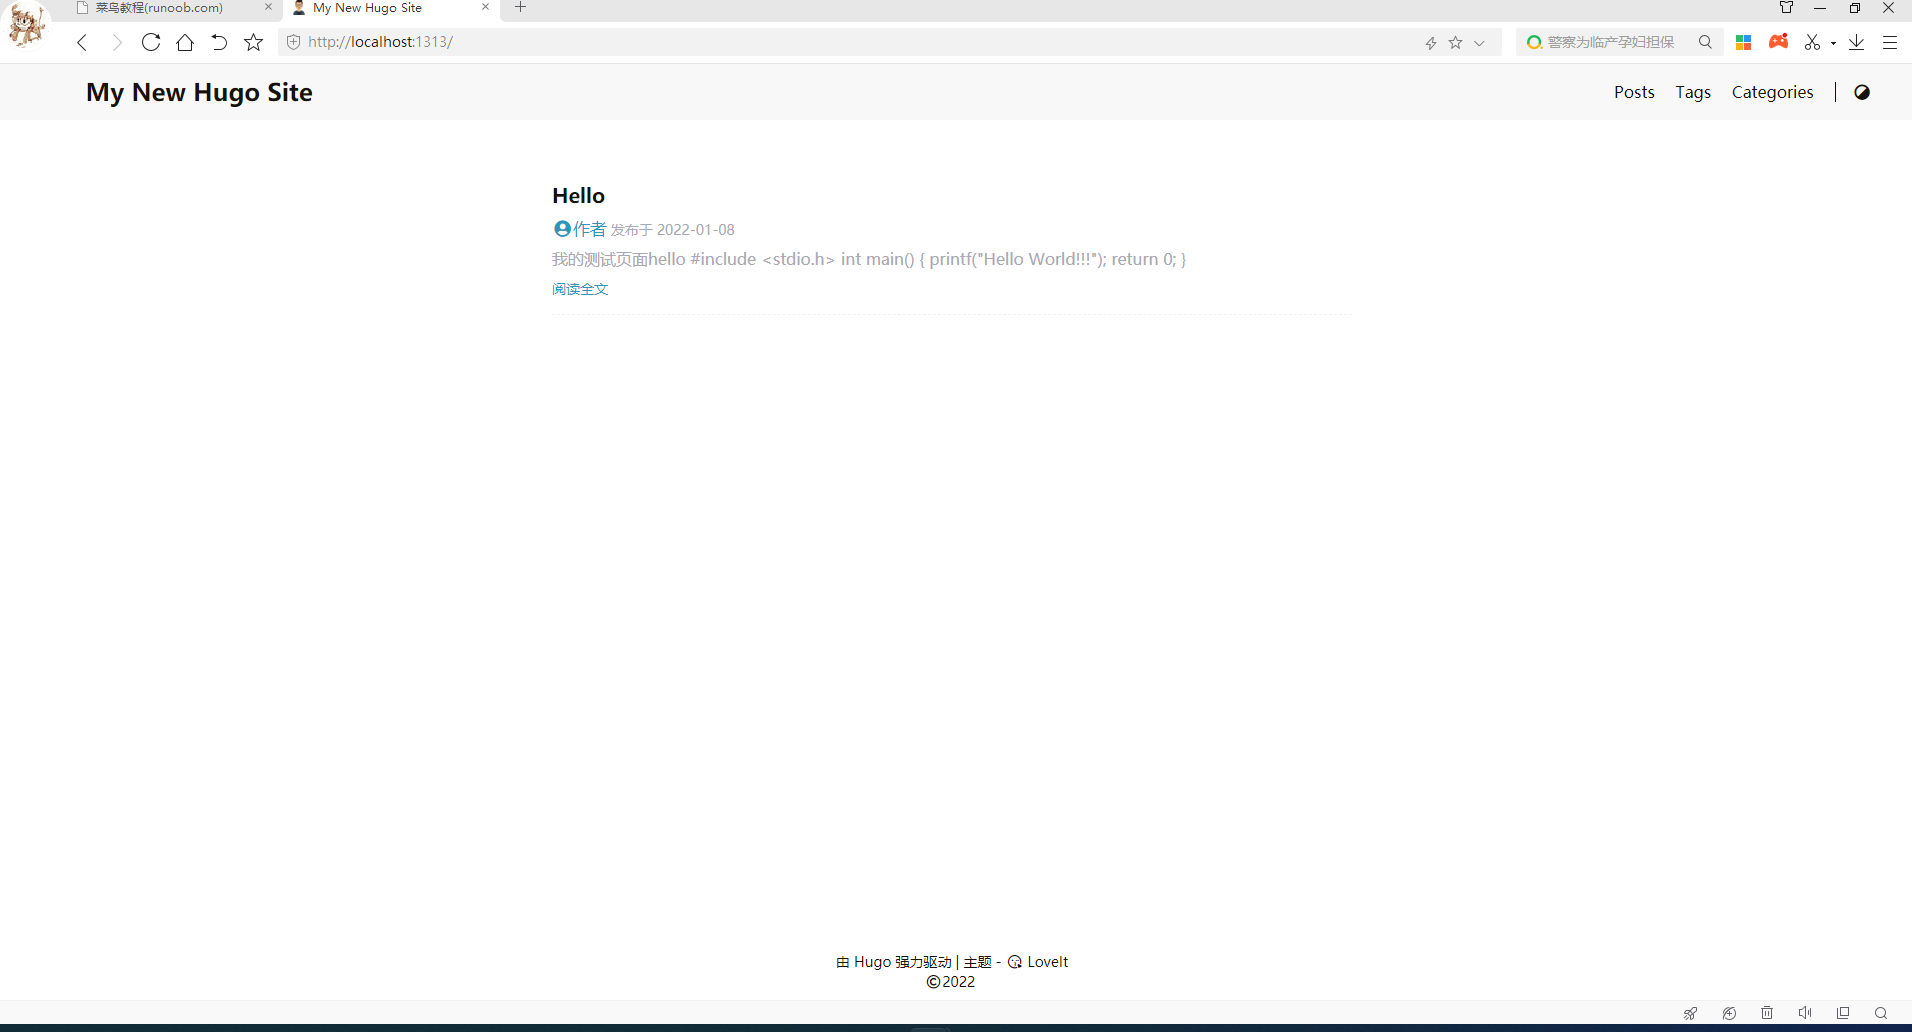 菜鸟教程(runoob.com)
My New Hugo Site
http://localhost:1313/
警察为临产孕妇担保
My New Hugo Site
Posts Tags Categories
Hello
作者 发布于 2022-01-08
我的测试页面hello #include <stdio.h> int main() { printf("Hello World!!!"); return 0; }
阅读全文
由 Hugo 强力驱动 | 主题 - LoveIt
©2022